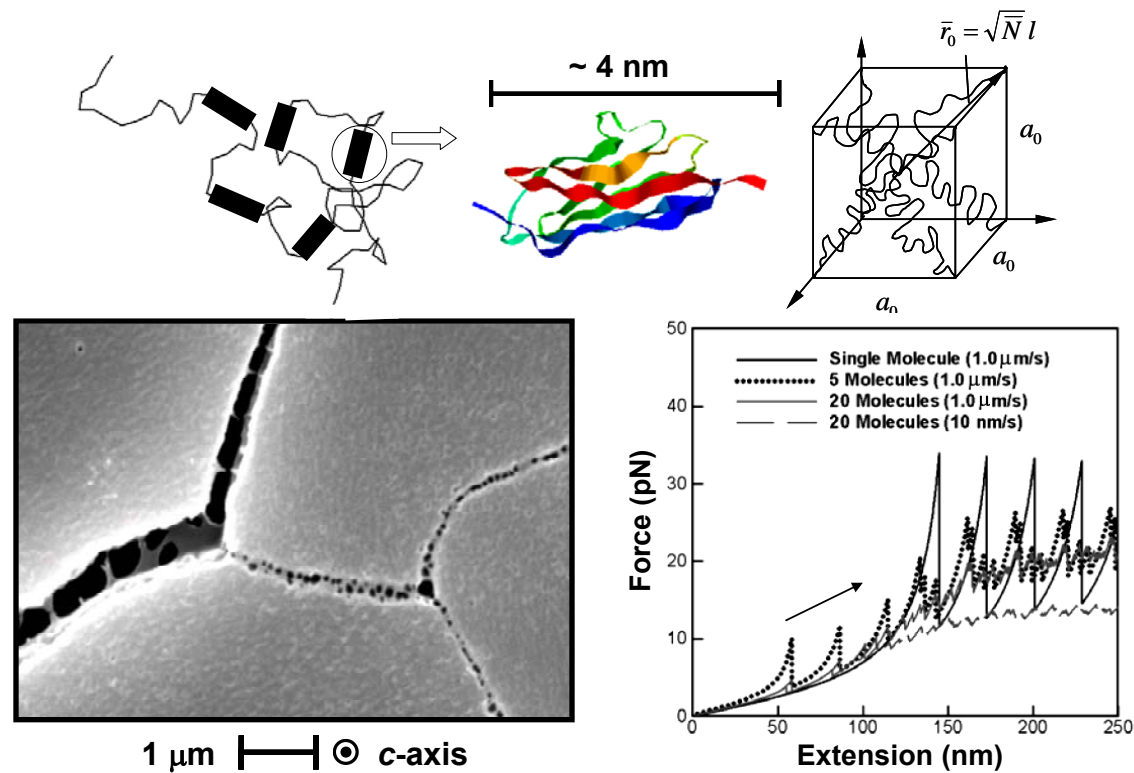 ~ 4 nm
r̄₀ = √N̄ l
a₀
a₀
a₀
1 μm
c-axis
50
40
30
20
10
0
Force (pN)
Single Molecule (1.0 μm/s)
5 Molecules (1.0 μm/s)
20 Molecules (1.0 μm/s)
20 Molecules (10 nm/s)
0
50
100
150
200
250
Extension (nm)